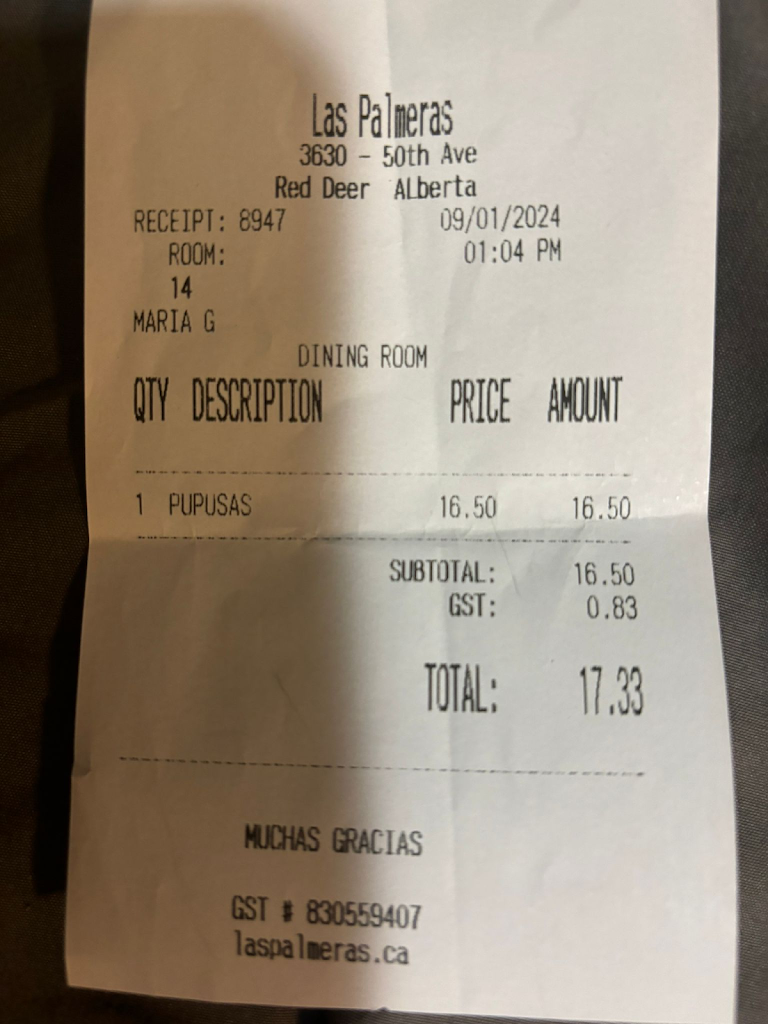 Las Palmeras
3630 - 50th Ave
Red Deer ALberta
RECEIPT: 8947 09/01/2024
ROOM: 01:04 PM
14
MARIA G
DINING ROOM
QTY DESCRIPTION PRICE AMOUNT
1 PUPUSAS 16.50 16.50
SUBTOTAL: 16.50
GST: 0.83
TOTAL: 17.33
MUCHAS GRACIAS
GST # 830559407
laspalmeras.ca